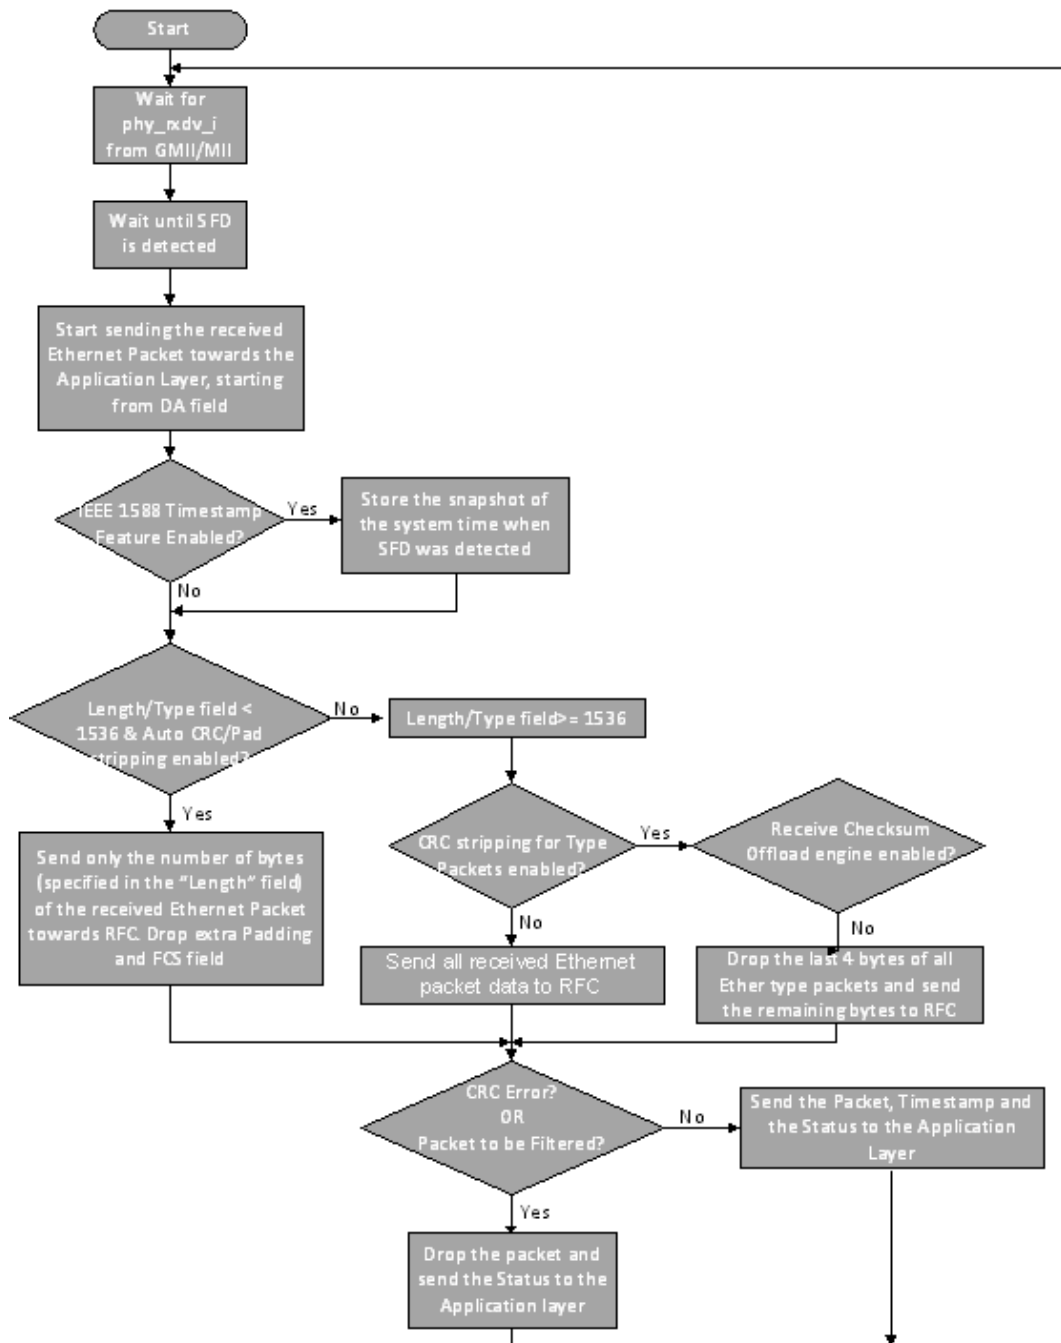 Start
Wait for
phy_rxdv_i
from GMII/MII
Wait until SFD
is detected
Start sending the received
Ethernet Packet towards the
Application Layer, starting
from DA field
IEEE 1588 Timestamp
Feature Enabled?
Yes
Store the snapshot of
the system time when
SFD was detected
No
Length/Type field <
1536 & Auto CRC/Pad
stripping enabled?
No
Length/Type field>= 1536
Yes
CRC stripping for Type
Packets enabled?
Yes
Receive Checksum
Offload engine enabled?
Send only the number of bytes
(specified in the “Length” field)
of the received Ethernet Packet
towards RFC. Drop extra Padding
and FCS field
No
Send all received Ethernet
packet data to RFC
No
Drop the last 4 bytes of all
Ether type packets and send
the remaining bytes to RFC
CRC Error?
OR
Packet to be Filtered?
No
Send the Packet, Timestamp and
the Status to the Application
Layer
Yes
Drop the packet and
send the Status to the
Application layer